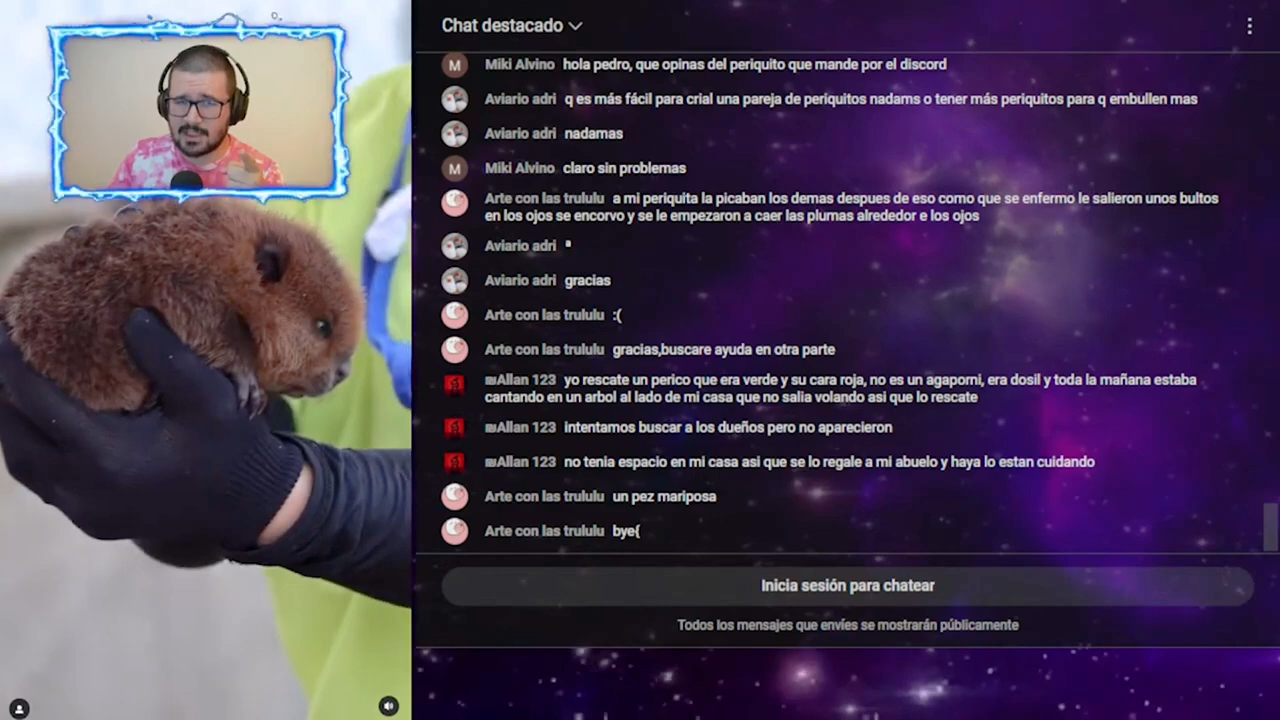 Chat destacado
M Miki Alvino hola pedro, que opinas del periquito que mande por el discord
Aviario adri q es más fácil para crial una pareja de periquitos nadams o tener más periquitos para q embullen mas
Aviario adri nadamas
M Miki Alvino claro sin problemas
Arte con las trululu a mi periquita la picaban los demas despues de eso como que se enfermo le salieron unos bultos
en los ojos se encorvo y se le empezaron a caer las plumas alrededor e los ojos
Aviario adri
Aviario adri gracias
Arte con las trululu :(
Arte con las trululu gracias,buscare ayuda en otra parte
Allan 123 yo rescate un perico que era verde y su cara roja, no es un agaporni, era dosil y toda la mañana estaba
cantando en un arbol al lado de mi casa que no salia volando asi que lo rescate
Allan 123 intentamos buscar a los dueños pero no aparecieron
Allan 123 no tenia espacio en mi casa asi que se lo regale a mi abuelo y haya lo estan cuidando
Arte con las trululu un pez mariposa
Arte con las trululu bye{
Inicia sesión para chatear
Todos los mensajes que envíes se mostrarán públicamente